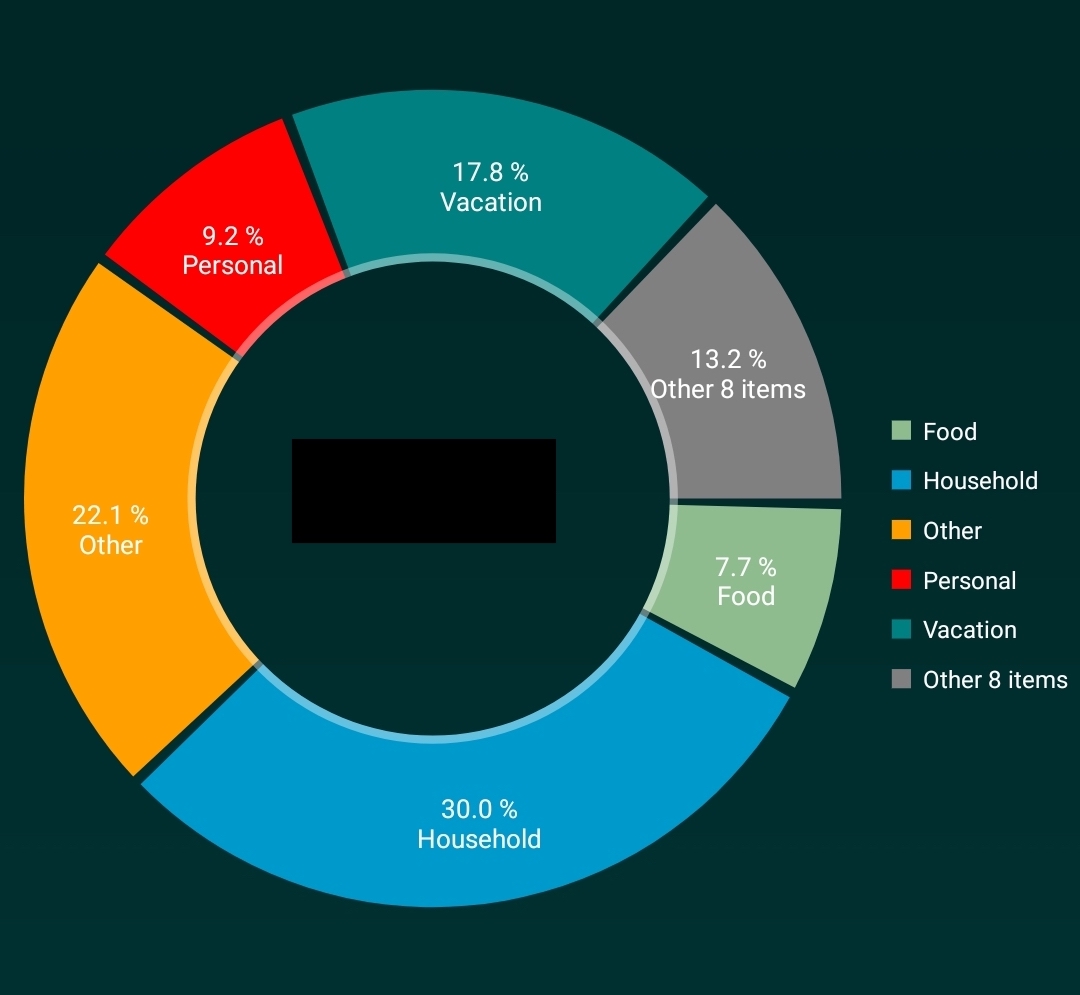 17.8 %
Vacation
9.2 %
Personal
13.2 %
Other 8 items
22.1 %
Other
7.7 %
Food
30.0 %
Household
Food
Household
Other
Personal
Vacation
Other 8 items